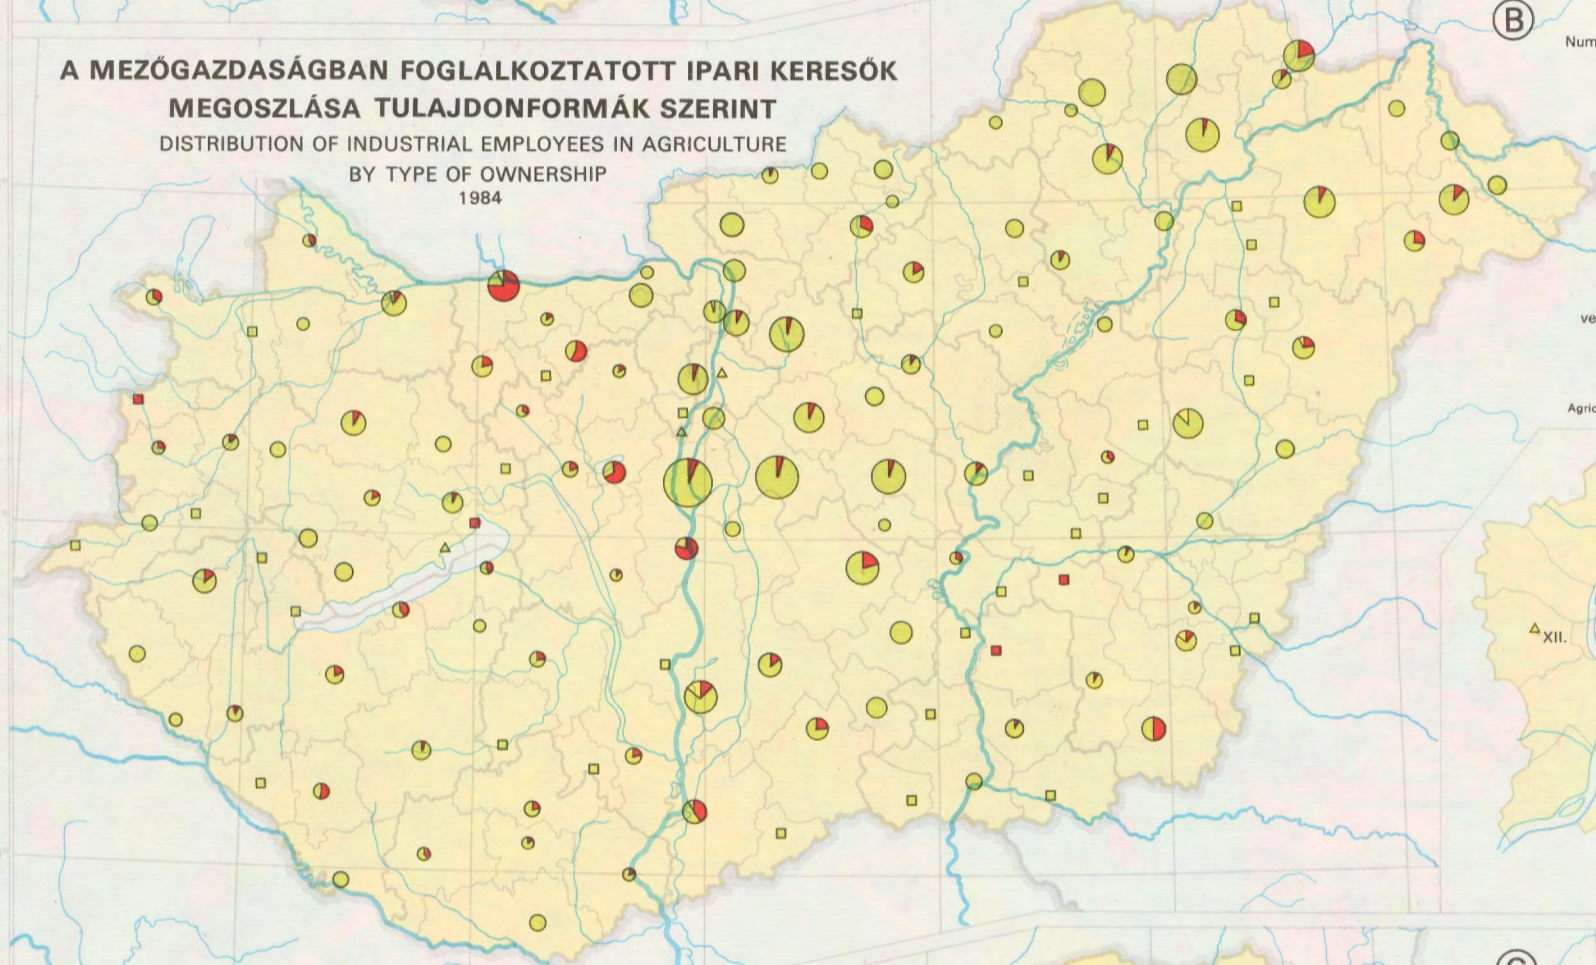 A MEZŐGAZDASÁGBAN FOGLALKOZTATOTT IPARI KERESŐK
MEGOSZLÁSA TULAJDONFORMÁK SZERINT
DISTRIBUTION OF INDUSTRIAL EMPLOYEES IN AGRICULTURE
BY TYPE OF OWNERSHIP
1984
B
Num
ve
Agric
XII.